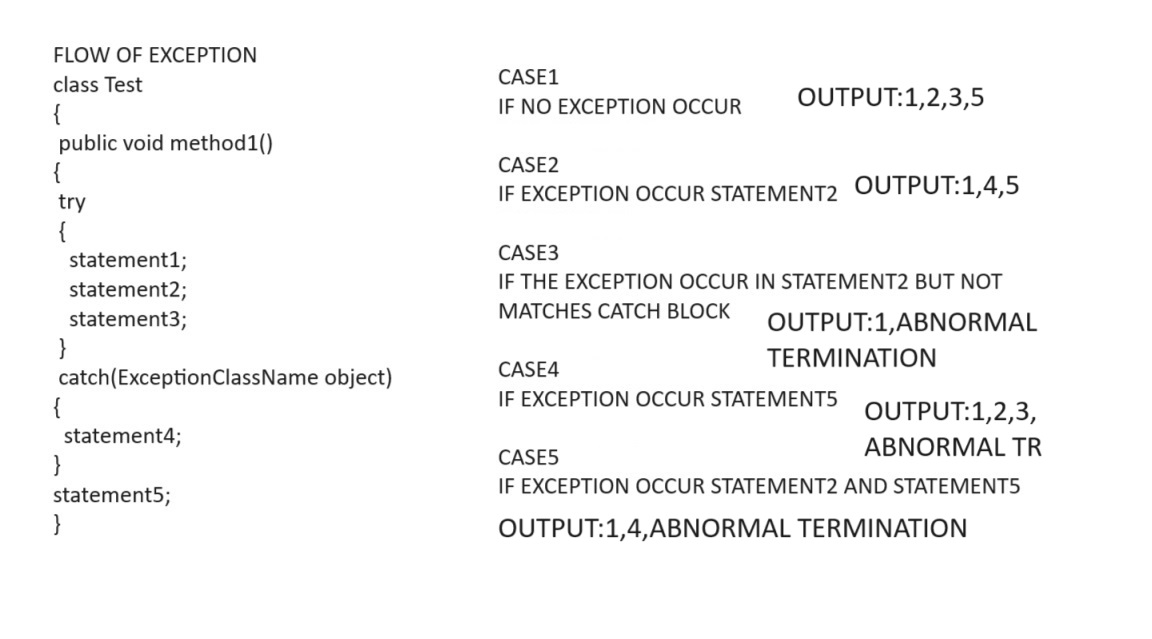 FLOW OF EXCEPTION
class Test
{
public void method1()
{
try
{
statement1;
statement2;
statement3;
}
catch(ExceptionClassName object)
{
statement4;
}
statement5;
}
CASE1
IF NO EXCEPTION OCCUR
OUTPUT:1,2,3,5
CASE2
IF EXCEPTION OCCUR STATEMENT2
OUTPUT:1,4,5
CASE3
IF THE EXCEPTION OCCUR IN STATEMENT2 BUT NOT
MATCHES CATCH BLOCK
OUTPUT:1,ABNORMAL
TERMINATION
CASE4
IF EXCEPTION OCCUR STATEMENT5
OUTPUT:1,2,3,
ABNORMAL TR
CASE5
IF EXCEPTION OCCUR STATEMENT2 AND STATEMENT5
OUTPUT:1,4,ABNORMAL TERMINATION